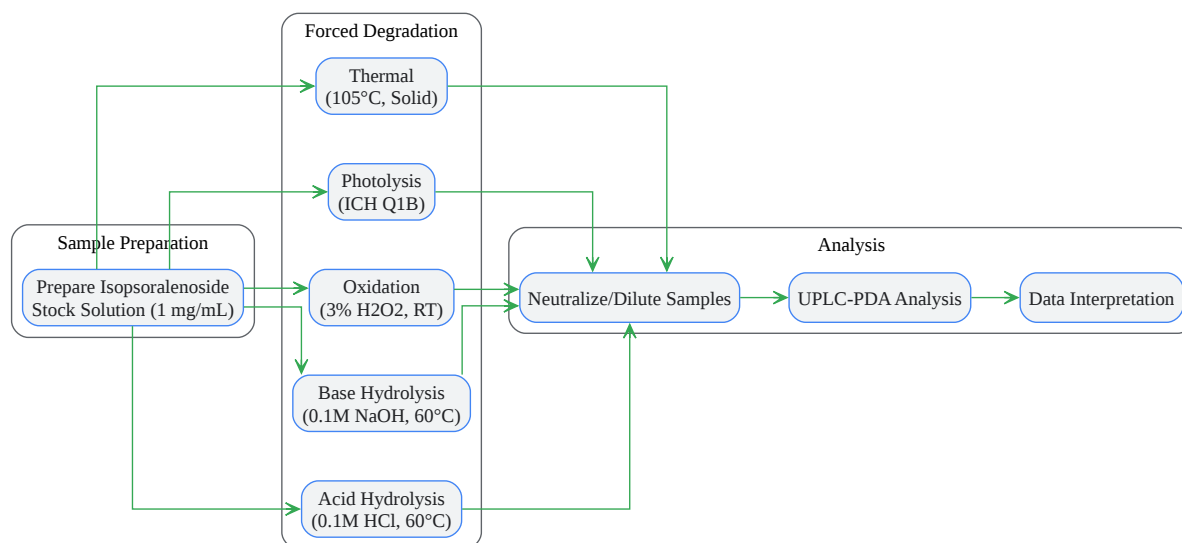 Forced Degradation
Thermal
(105°C, Solid)
Photolysis
(ICH Q1B)
Sample Preparation
Prepare Isopsoralenoside
Stock Solution (1 mg/mL)
Oxidation
(3% H2O2, RT)
Base Hydrolysis
(0.1M NaOH, 60°C)
Acid Hydrolysis
(0.1M HCl, 60°C)
Analysis
Neutralize/Dilute Samples
UPLC-PDA Analysis
Data Interpretation